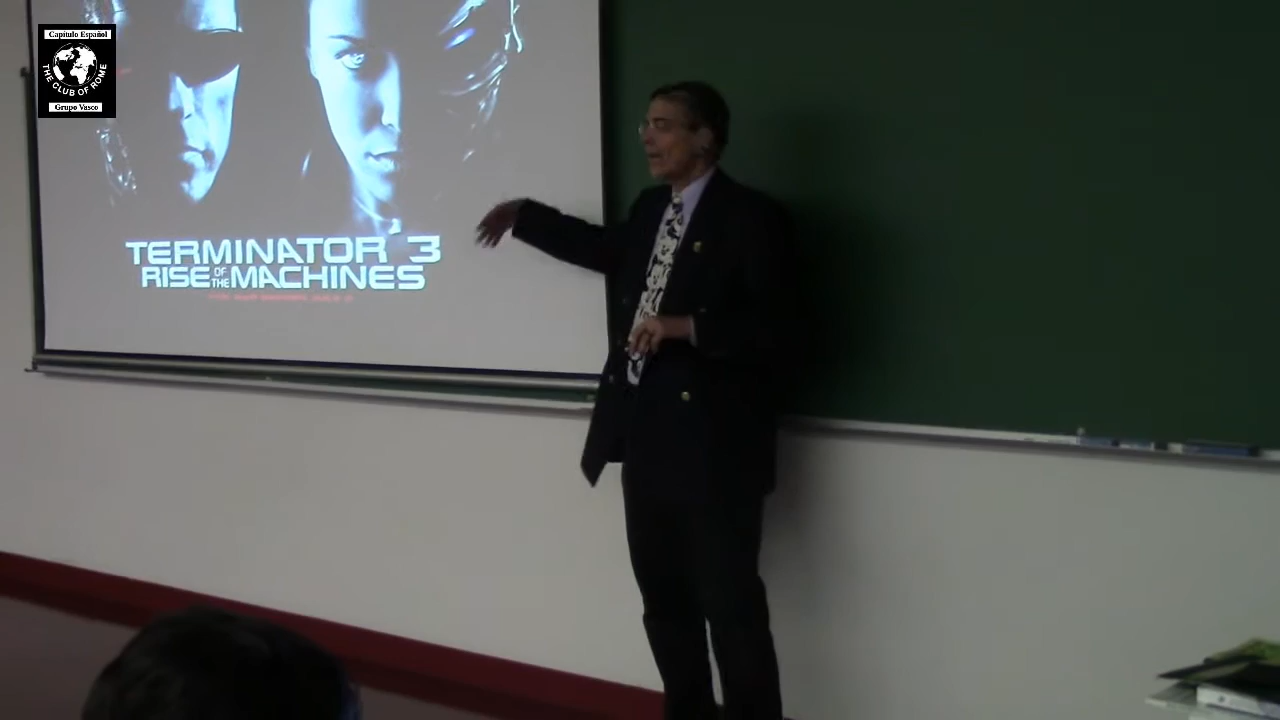 Capítulo Español
THE CLUB OF ROME
Grupo Vasco
TERMINATOR 3
RISE OF THE MACHINES